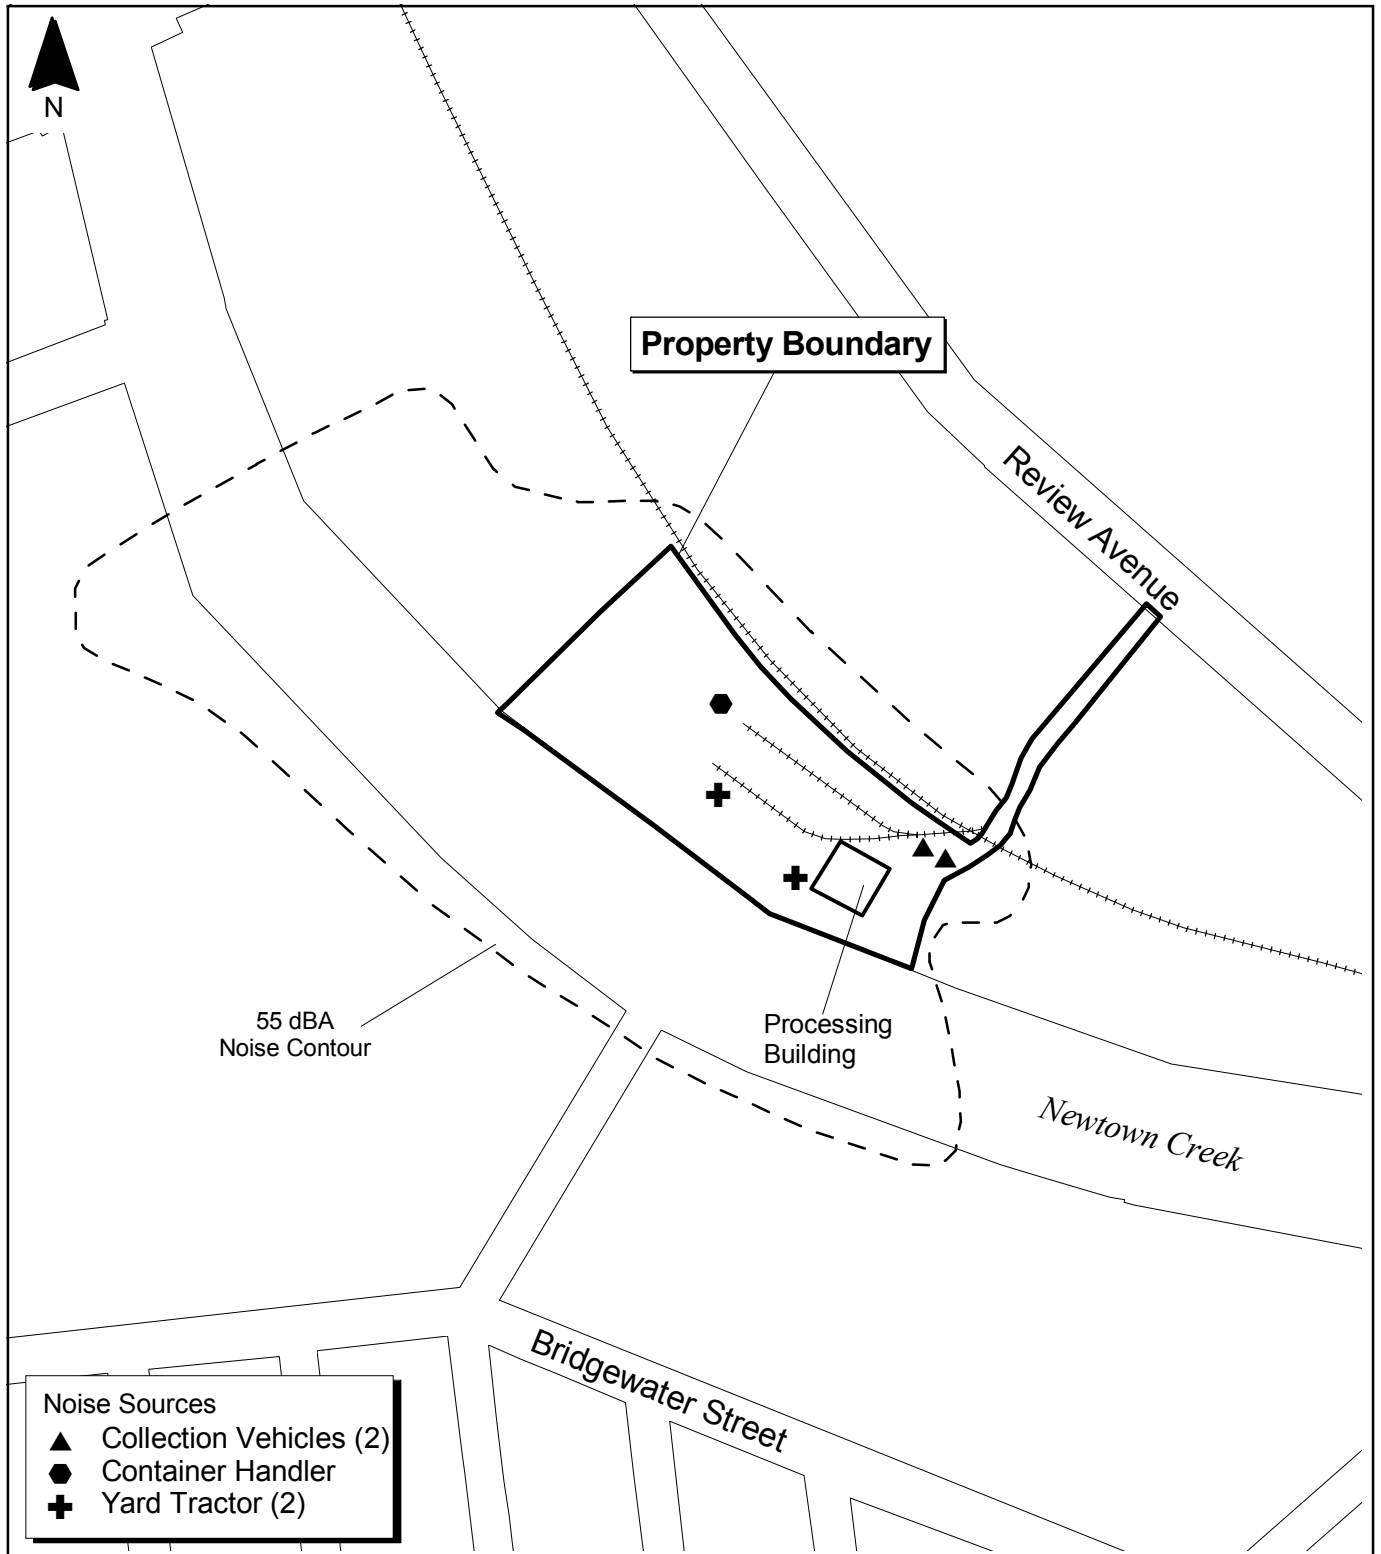 N
Property Boundary
Review Avenue
55 dBA
Noise Contour
Processing
Building
Newtown Creek
Bridgewater Street
Noise Sources
Collection Vehicles (2)
Container Handler
Yard Tractor (2)